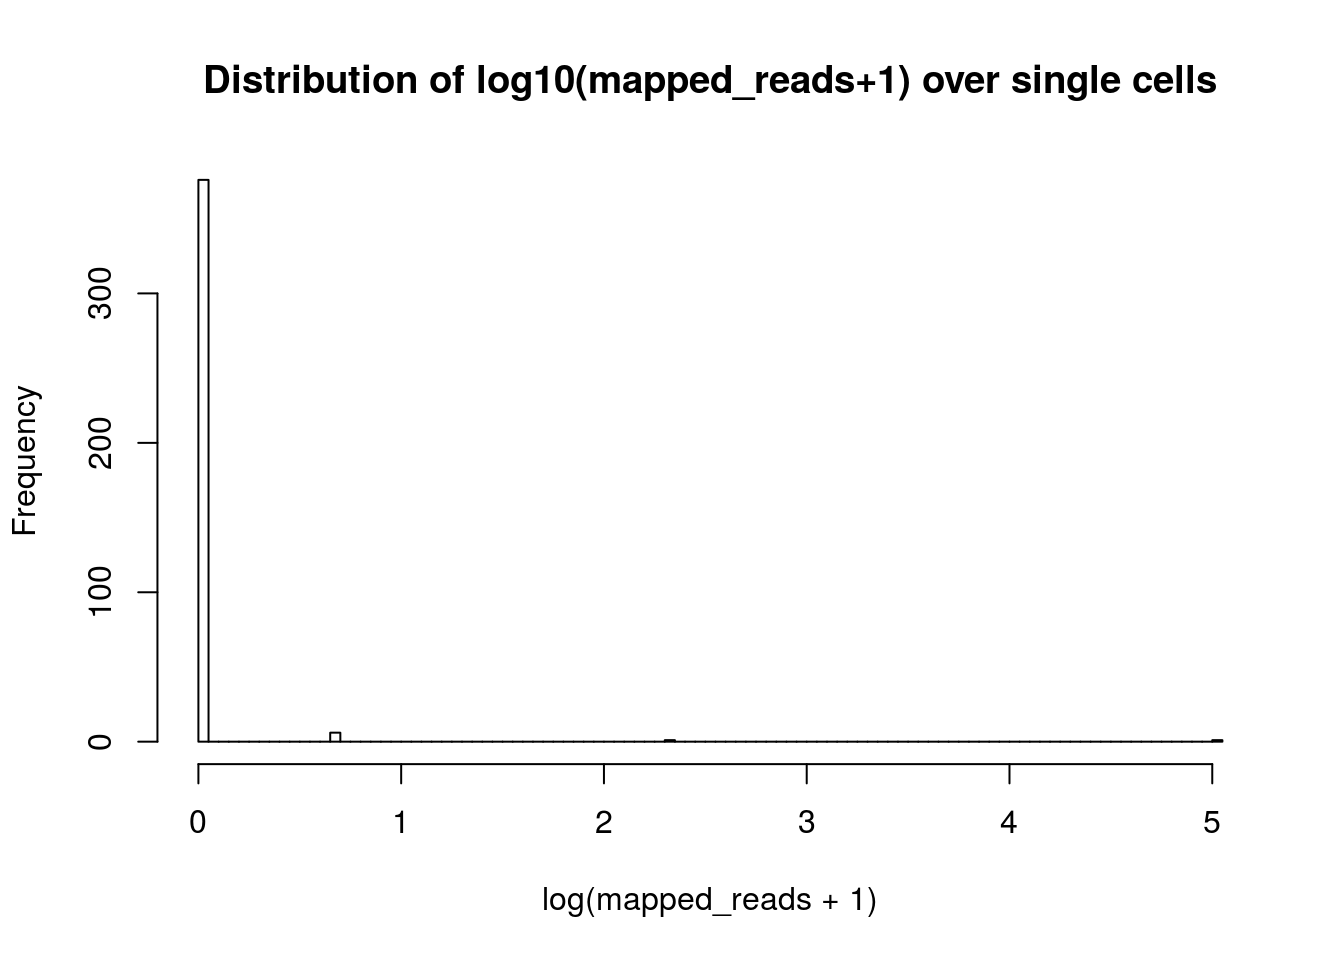 Distribution of log10(mapped_reads+1) over single cells
Frequency
300
200
100
0
0 1 2 3 4 5
log(mapped_reads + 1)